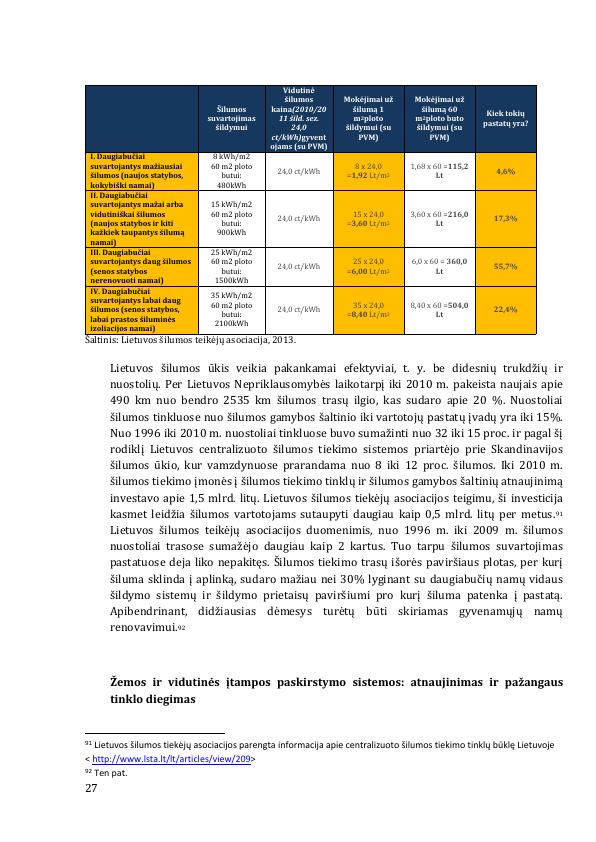 Šilumos
suvartojimas
šildymui
Vidutinė
šilumos
kaina(2010/20
11 šild. sez.
24,0
ct/kWh)gyvent
ojams (su PVM)
Mokėjimai už
šilumą 1
m²ploto
šildymui (su
PVM)
Mokėjimai už
šilumą 60
m²ploto buto
šildymui (su
PVM)
Kiek tokių
pastatų yra?
I. Daugiabučiai
suvartojantys mažiausiai
šilumos (naujos statybos,
kokybiški namai)
8 kWh/m2
60 m2 ploto
butui:
480kWh
24,0 ct/kWh
8 x 24,0
=1,92 Lt/m²
1,68 x 60 =115,2
Lt
4,6%
II. Daugiabučiai
suvartojantys mažai arba
vidutiniškai šilumos
(naujos statybos ir kiti
kažkiek taupantys šilumą
namai)
15 kWh/m2
60 m2 ploto
butui:
900kWh
24,0 ct/kWh
15 x 24,0
=3,60 Lt/m²
3,60 x 60 =216,0
Lt
17,3%
III. Daugiabučiai
suvartojantys daug šilumos
(senos statybos
nerenovuoti namai)
25 kWh/m2
60 m2 ploto
butui:
1500kWh
24,0 ct/kWh
25 x 24,0
=6,00 Lt/m²
6,0 x 60 = 360,0
Lt
55,7%
IV. Daugiabučiai
suvartojantys labai daug
šilumos (senos statybos,
labai prastos šiluminės
izoliacijos namai)
35 kWh/m2
60 m2 ploto
butui:
2100kWh
24,0 ct/kWh
35 x 24,0
=8,40 Lt/m²
8,40 x 60=504,0
Lt
22,4%
Šaltinis: Lietuvos šilumos teikėjų asociacija, 2013.
Lietuvos šilumos ūkis veikia pakankamai efektyviai, t. y. be didesnių trukdžių ir
nuostolių. Per Lietuvos Nepriklausomybės laikotarpį iki 2010 m. pakeista naujais apie
490 km nuo bendro 2535 km šilumos trasų ilgio, kas sudaro apie 20 %. Nuostoliai
šilumos tinkluose nuo šilumos gamybos šaltinio iki vartotojų pastatų įvadų yra iki 15%.
Nuo 1996 iki 2010 m. nuostoliai tinkluose buvo sumažinti nuo 32 iki 15 proc. ir pagal šį
rodiklį Lietuvos centralizuoto šilumos tiekimo sistemos priartėjo prie Skandinavijos
šilumos ūkio, kur vamzdynuose prarandama nuo 8 iki 12 proc. šilumos. Iki 2010 m.
šilumos tiekimo įmonės į šilumos tiekimo tinklų ir šilumos gamybos šaltinių atnaujinimą
investavo apie 1,5 mlrd. litų. Lietuvos šilumos tiekėjų asociacijos teigimu, ši investicija
kasmet leidžia šilumos vartotojams sutaupyti daugiau kaip 0,5 mlrd. litų per metus.91
Lietuvos šilumos teikėjų asociacijos duomenimis, nuo 1996 m. iki 2009 m. šilumos
nuostoliai trasose sumažėjo daugiau kaip 2 kartus. Tuo tarpu šilumos suvartojimas
pastatuose deja liko nepakitęs. Šilumos tiekimo trasų išorės paviršiaus plotas, per kurį
šiluma sklinda į aplinką, sudaro mažiau nei 30% lyginant su daugiabučių namų vidaus
šildymo sistemų ir šildymo prietaisų paviršiumi pro kurį šiluma patenka į pastatą.
Apibendrinant, didžiausias dėmesys turėtų būti skiriamas gyvenamųjų namų
renovavimui.92
Žemos ir vidutinės įtampos paskirstymo sistemos: atnaujinimas ir pažangaus
tinklo diegimas
91 Lietuvos šilumos tiekėjų asociacijos parengta informacija apie centralizuoto šilumos tiekimo tinklų būklę Lietuvoje
< http://www.lsta.lt/lt/articles/view/209>
92 Ten pat.
27